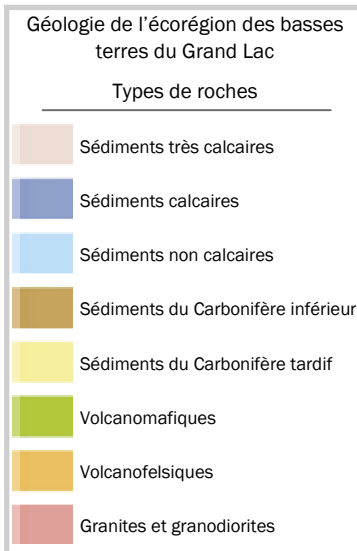 Géologie de l'écorégion des basses
terres du Grand Lac
Types de roches
Sédiments très calcaires
Sédiments calcaires
Sédiments non calcaires
Sédiments du Carbonifère inférieur
Sédiments du Carbonifère tardif
Volcanomafiques
Volcanofelsiques
Granites et granodiorites